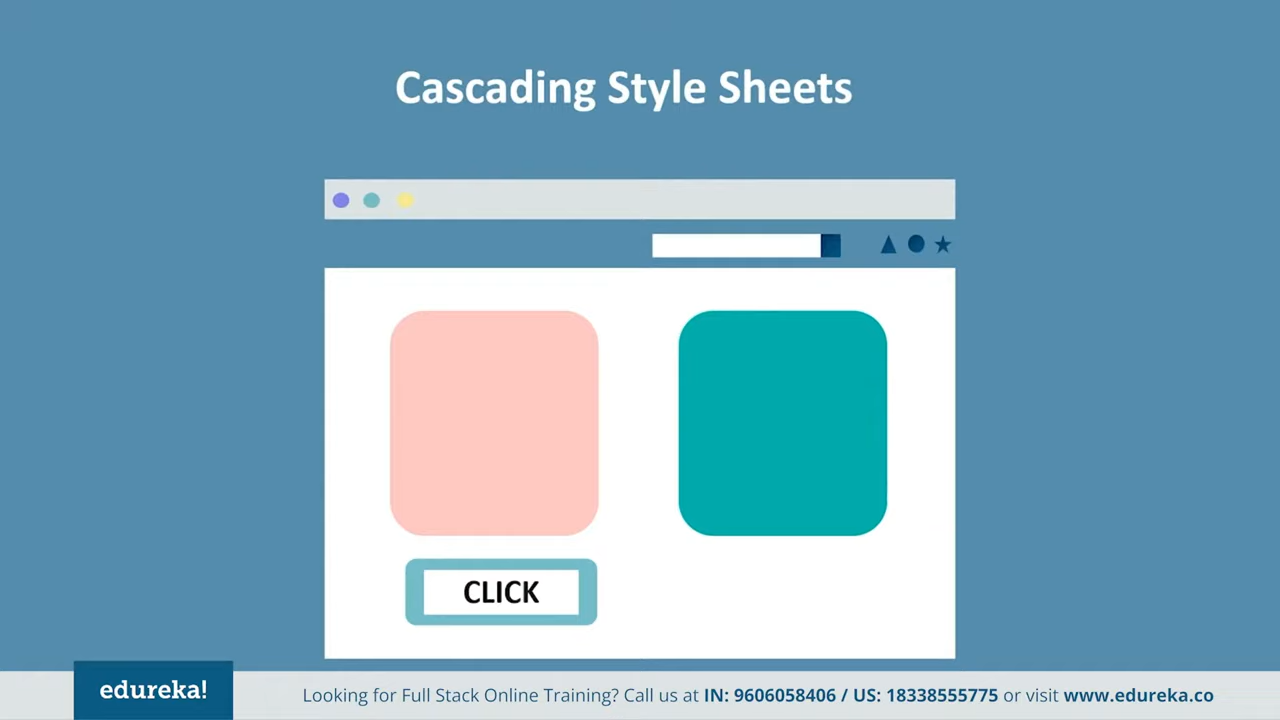 Cascading Style Sheets
CLICK
edureka!
Looking for Full Stack Online Training? Call us at IN: 9606058406 / US: 18338555775 or visit www.edureka.co